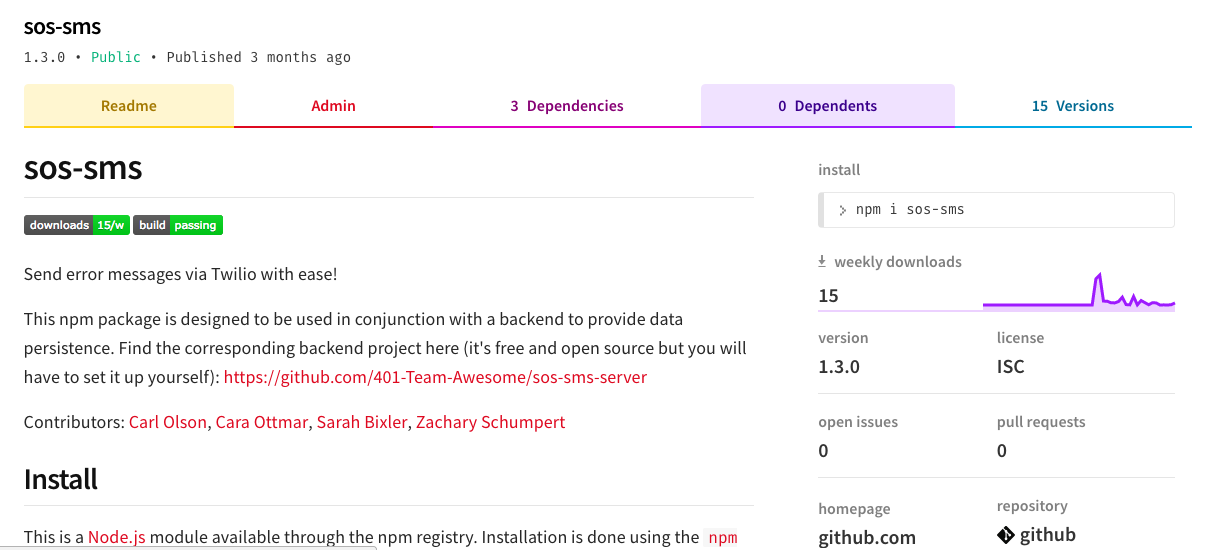 sos-sms
1.3.0 • Public • Published 3 months ago
Readme
Admin
3 Dependencies
0 Dependents
15 Versions
sos-sms
downloads 15/w build passing
Send error messages via Twilio with ease!
This npm package is designed to be used in conjunction with a backend to provide data
persistence. Find the corresponding backend project here (it's free and open source but you will
have to set it up yourself): https://github.com/401-Team-Awesome/sos-sms-server
Contributors: Carl Olson, Cara Ottmar, Sarah Bixler, Zachary Schumpert
Install
This is a Node.js module available through the npm registry. Installation is done using the npm
install
npm i sos-sms
weekly downloads
15
version
1.3.0
license
ISC
open issues
0
pull requests
0
homepage
github.com
repository
github